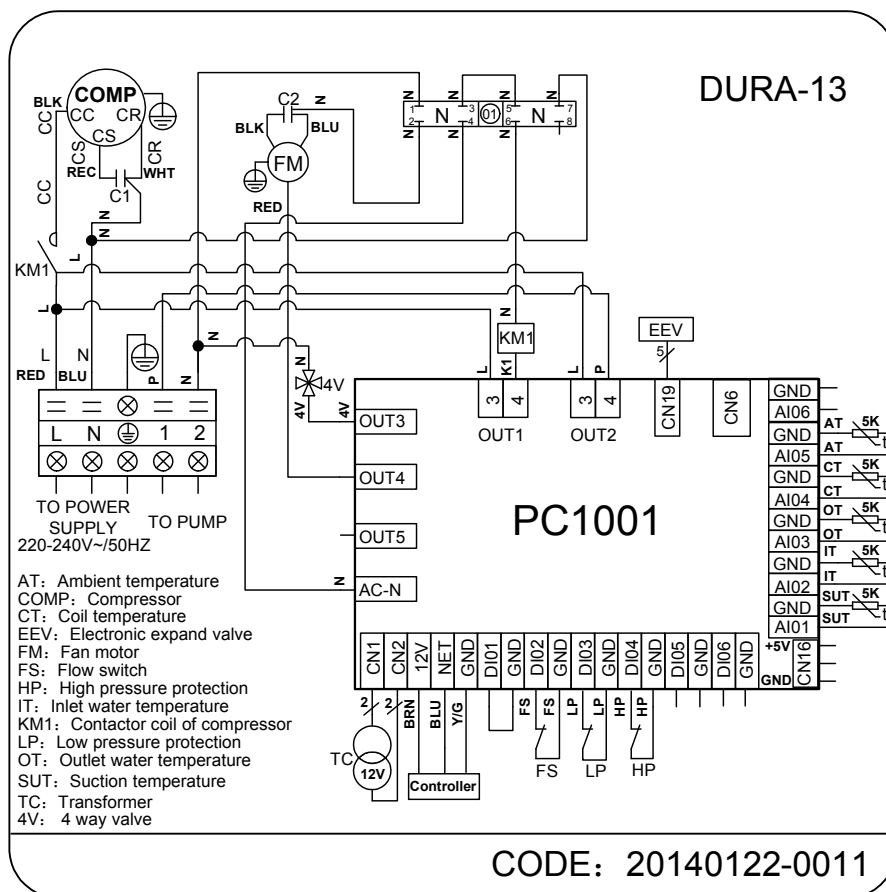 DURA-13
COMP
BLK
CC
CC
CR
CS
CC
CS
REC
CR
WHT
C1
N
N
L
KM1
L
L
N
RED
BLU
P
N
N
L
N
1
2
TO POWER
SUPPLY
220-240V~/50HZ
TO PUMP
C2
N
BLK
BLU
FM
RED
N
N
N
N
1
3
5
7
N
01
N
2
4
6
8
N
N
N
N
KM1
L
K1
L
P
EEV
5
N
4V
4V
4V
3
4
3
4
CN19
CN6
OUT1
OUT2
OUT3
OUT4
OUT5
N
AC-N
PC1001
GND
AI06
GND
AT
5K
t
AI05
AT
GND
CT
5K
t
AI04
CT
GND
OT
5K
t
AI03
OT
GND
IT
5K
t
AI02
IT
GND
SUT
5K
t
AI01
SUT
+5V
GND
CN16
CN1
CN2
12V
NET
GND
DI01
GND
DI02
GND
DI03
GND
DI04
GND
DI05
GND
DI06
GND
2
2
BRN
BLU
Y/G
FS
FS
LP
LP
HP
HP
TC
12V
Controller
FS
LP
HP
AT: Ambient temperature
COMP: Compressor
CT: Coil temperature
EEV: Electronic expand valve
FM: Fan motor
FS: Flow switch
HP: High pressure protection
IT: Inlet water temperature
KM1: Contactor coil of compressor
LP: Low pressure protection
OT: Outlet water temperature
SUT: Suction temperature
TC: Transformer
4V: 4 way valve
CODE: 20140122-0011